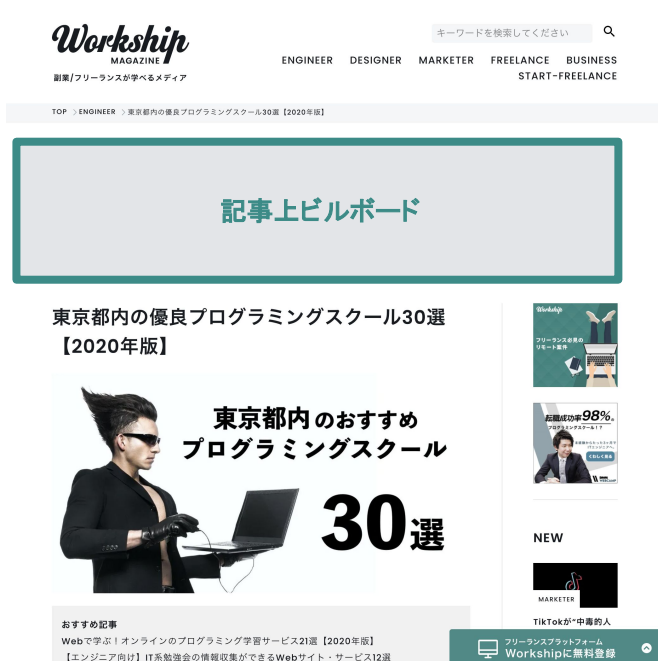 Workship
MAGAZINE
副業/フリーランスが学べるメディア
キーワードを検索してください
ENGINEER DESIGNER MARKETER FREELANCE BUSINESS
START-FREELANCE
TOP > ENGINEER > 東京都内の優良プログラミングスクール30選【2020年版】
記事上ビルボード
東京都内の優良プログラミングスクール30選
【2020年版】
東京都内のおすすめ
プログラミングスクール
30選
おすすめ記事
Webで学ぶ！オンラインのプログラミング学習サービス21選【2020年版】
【エンジニア向け】IT系勉強会の情報収集ができるWebサイト・サービス12選
Workship
フリーランス必見の
リモート案件
転職成功率98%
プログラミングスクール！？
くわしく見る
NEW
MARKETER
TikTokが“中毒的人
フリーランスプラットフォーム
Workshipに無料登録